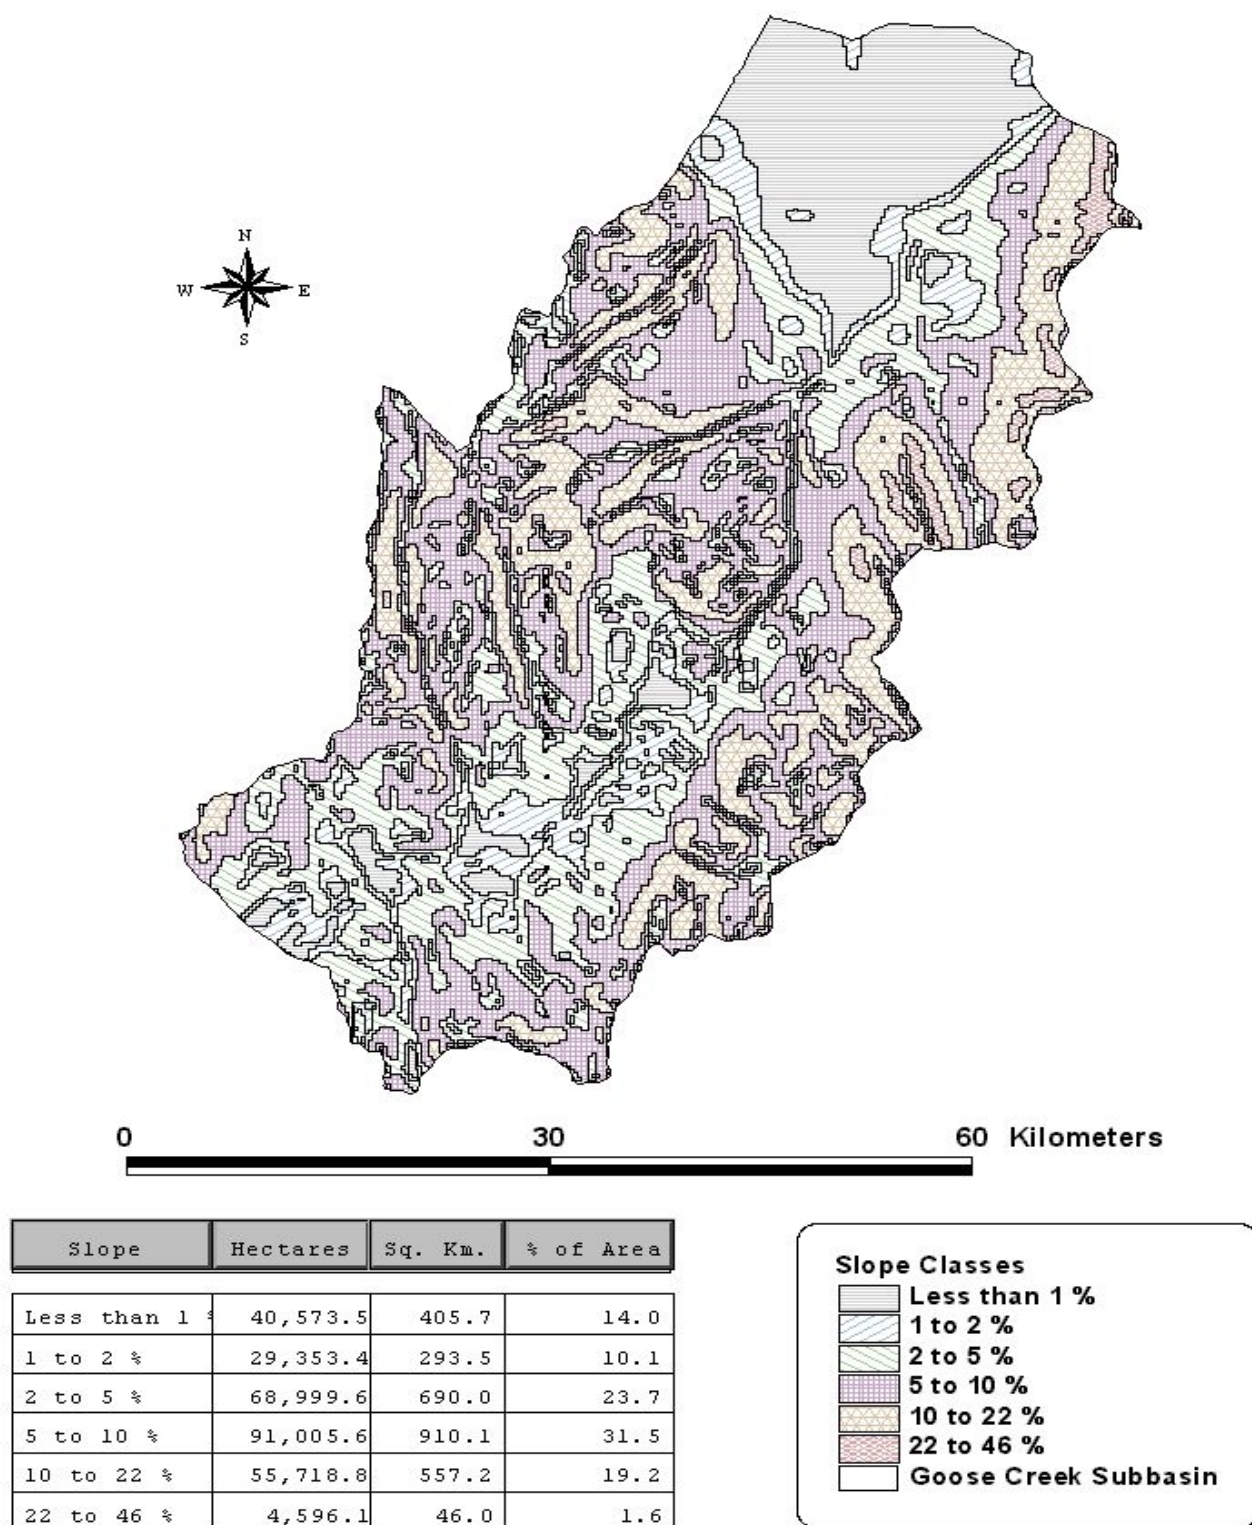 N
W E
S
0 30 60 Kilometers
Slope Hectares Sq. Km. % of Area
Less than 1 % 40,573.5 405.7 14.0
1 to 2 % 29,353.4 293.5 10.1
2 to 5 % 68,999.6 690.0 23.7
5 to 10 % 91,005.6 910.1 31.5
10 to 22 % 55,718.8 557.2 19.2
22 to 46 % 4,596.1 46.0 1.6
Slope Classes
Less than 1 %
1 to 2 %
2 to 5 %
5 to 10 %
10 to 22 %
22 to 46 %
Goose Creek Subbasin